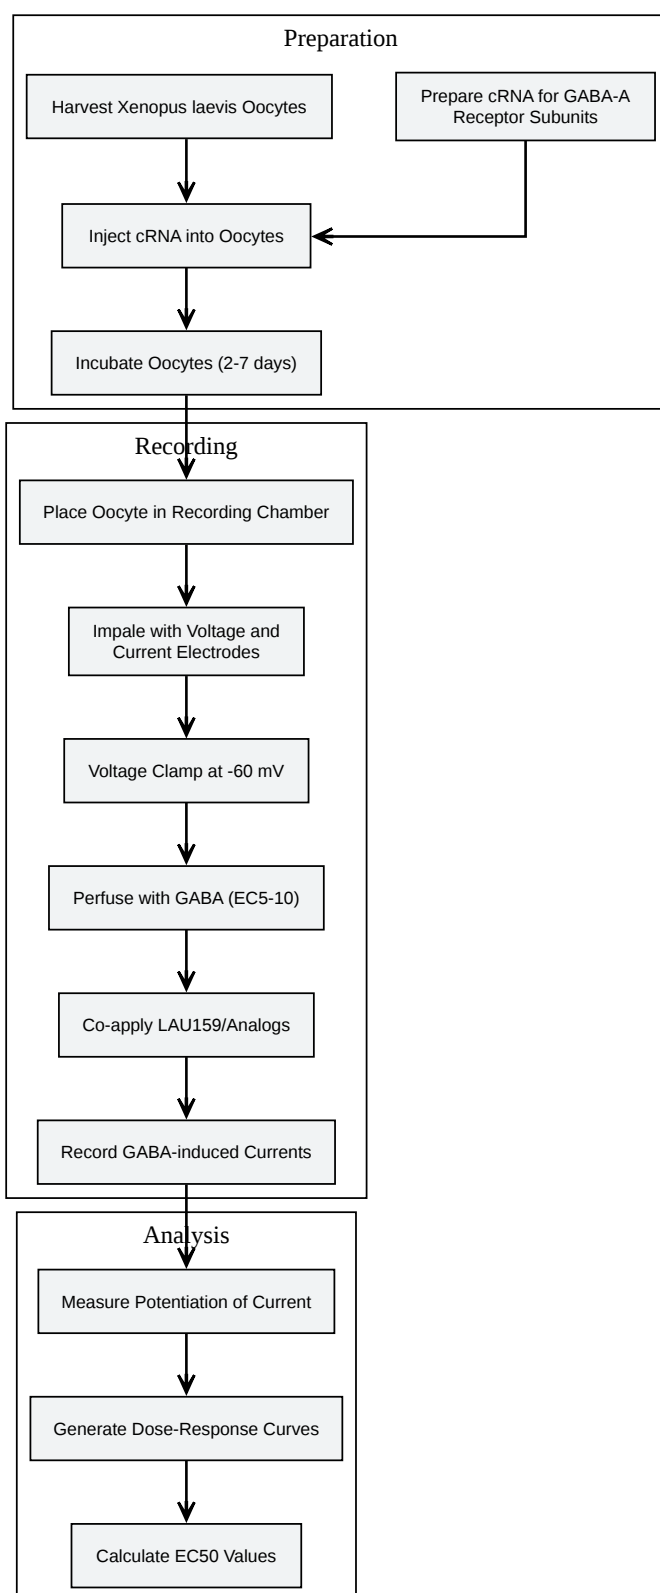 Preparation
Harvest Xenopus laevis Oocytes
Prepare cRNA for GABA-A
Receptor Subunits
Inject cRNA into Oocytes
Incubate Oocytes (2-7 days)
Recording
Place Oocyte in Recording Chamber
Impale with Voltage and
Current Electrodes
Voltage Clamp at -60 mV
Perfuse with GABA (EC5-10)
Co-apply LAU159/Analogs
Record GABA-induced Currents
Analysis
Measure Potentiation of Current
Generate Dose-Response Curves
Calculate EC50 Values